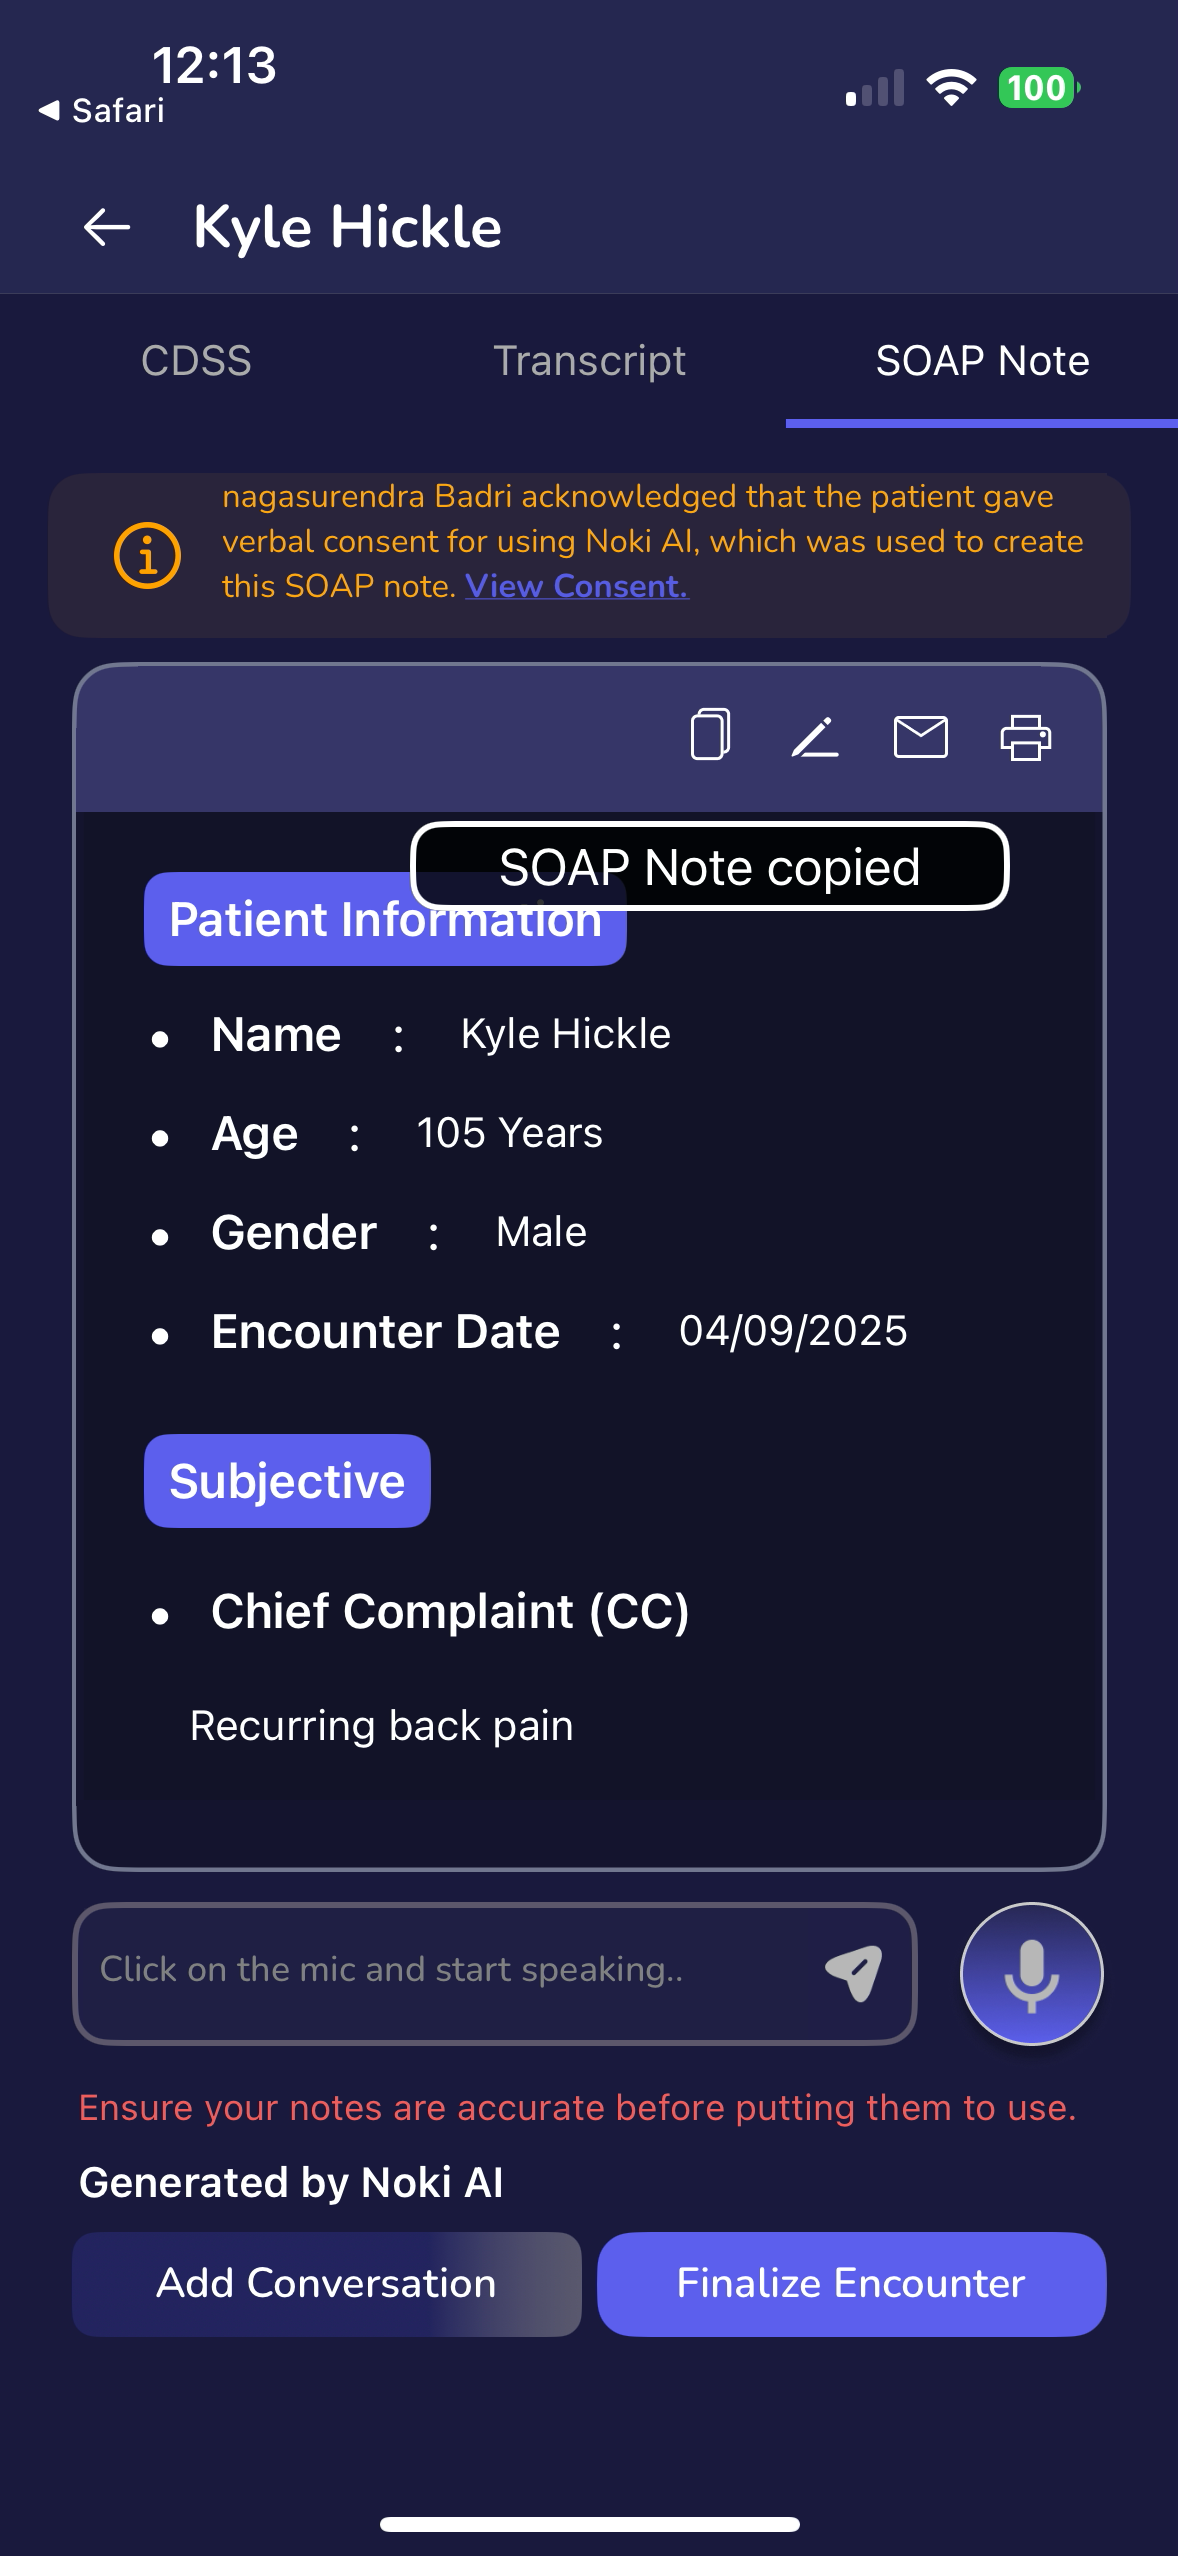 12:13
Safari
100
Kyle Hickle
CDSS Transcript SOAP Note
nagasurendra Badri acknowledged that the patient gave
verbal consent for using Noki AI, which was used to create
this SOAP note. View Consent.
SOAP Note copied
Patient Information
Name : Kyle Hickle
Age : 105 Years
Gender : Male
Encounter Date : 04/09/2025
Subjective
Chief Complaint (CC)
Recurring back pain
Click on the mic and start speaking..
Ensure your notes are accurate before putting them to use.
Generated by Noki AI
Add Conversation Finalize Encounter